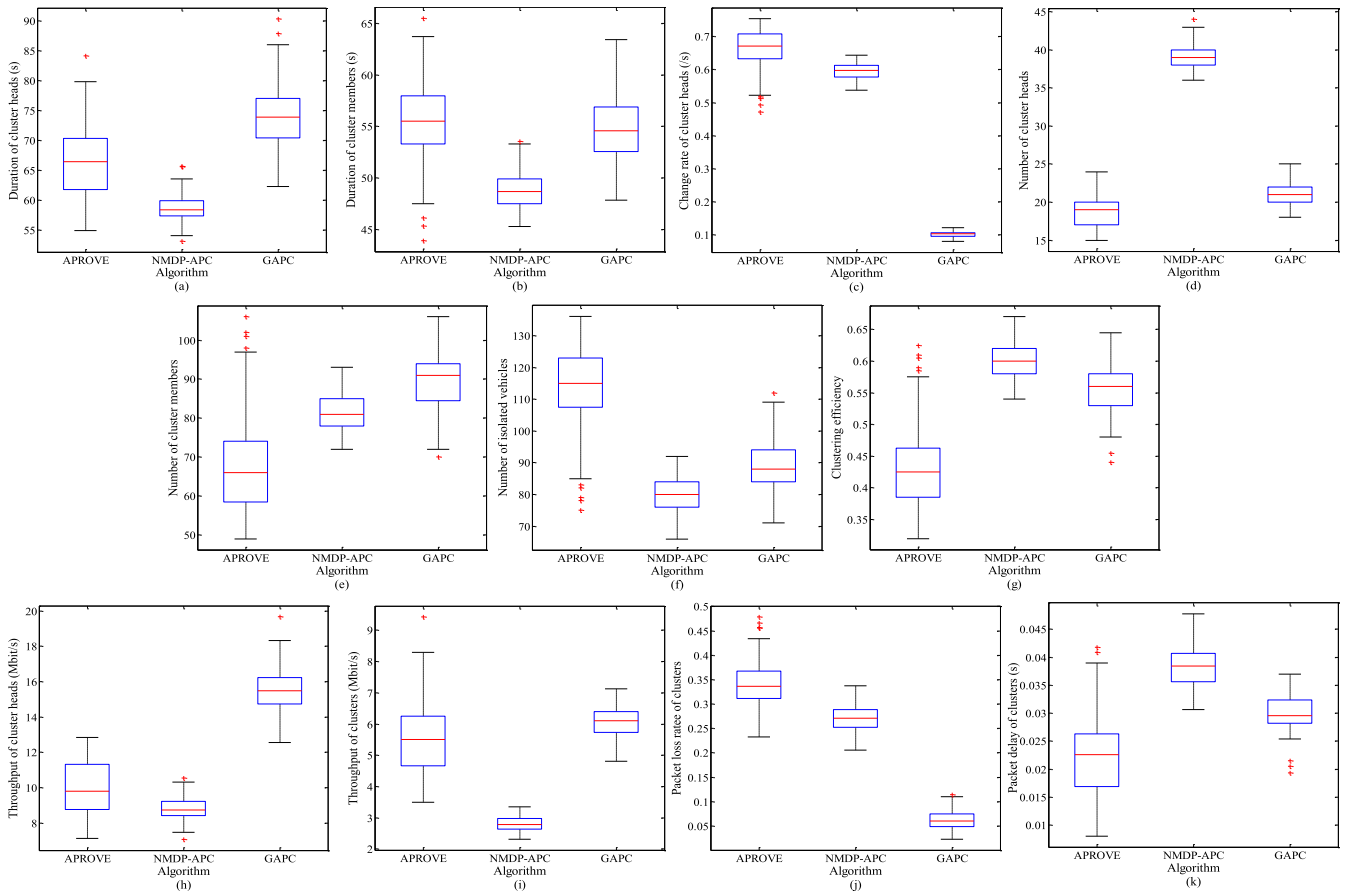 Duration of cluster heads (s)
90
85
80
75
70
65
60
55
APROVE
NMDP-APC
GAPC
Algorithm
(a)
Duration of cluster members (s)
65
60
55
50
45
APROVE
NMDP-APC
GAPC
Algorithm
(b)
Change rate of cluster heads (/s)
0.7
0.6
0.5
0.4
0.3
0.2
0.1
APROVE
NMDP-APC
GAPC
Algorithm
(c)
Number of cluster heads
45
40
35
30
25
20
15
APROVE
NMDP-APC
GAPC
Algorithm
(d)
Number of cluster members
100
90
80
70
60
50
APROVE
NMDP-APC
GAPC
Algorithm
(e)
Number of isolated vehicles
130
120
110
100
90
80
70
APROVE
NMDP-APC
GAPC
Algorithm
(f)
Clustering efficiency
0.65
0.6
0.55
0.5
0.45
0.4
0.35
APROVE
NMDP-APC
GAPC
Algorithm
(g)
Throughput of cluster heads (Mbit/s)
20
18
16
14
12
10
8
APROVE
NMDP-APC
GAPC
Algorithm
(h)
Throughput of clusters (Mbit/s)
9
8
7
6
5
4
3
2
APROVE
NMDP-APC
GAPC
Algorithm
(i)
Packet loss ratee of clusters
0.5
0.45
0.4
0.35
0.3
0.25
0.2
0.15
0.1
0.05
APROVE
NMDP-APC
GAPC
Algorithm
(j)
Packet delay of clusters (s)
0.045
0.04
0.035
0.03
0.025
0.02
0.015
0.01
APROVE
NMDP-APC
GAPC
Algorithm
(k)